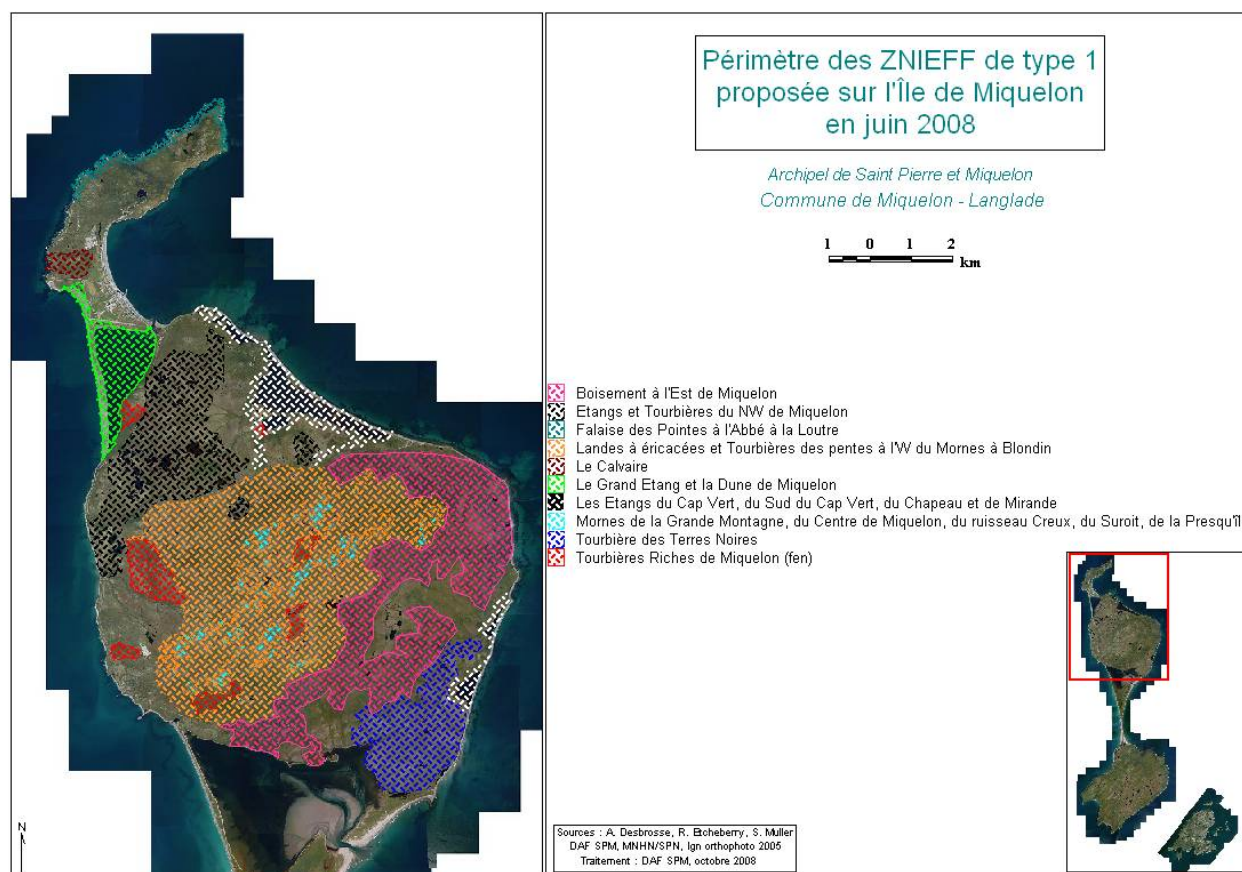 Périmètre des ZNIEFF de type 1
proposée sur l'Île de Miquelon
en juin 2008
Archipel de Saint Pierre et Miquelon
Commune de Miquelon - Langlade
1 0 1 2
km
Boisement à l'Est de Miquelon
Etangs et Tourbières du NW de Miquelon
Falaise des Pointes à l'Abbé à la Loutre
Landes à éricacées et Tourbières des pentes à l'W du Mornes à Blondin
Le Calvaire
Le Grand Etang et la Dune de Miquelon
Les Etangs du Cap Vert, du Sud du Cap Vert, du Chapeau et de Mirande
Mornes de la Grande Montagne, du Centre de Miquelon, du ruisseau Creux, du Suroit, de la Presqu'îl
Tourbière des Terres Noires
Tourbières Riches de Miquelon (fen)
Sources : A. Desbrosse, R. Etcheberry, S. Muller
DAF SPM, MNHN/SPN, Ign orthophoto 2005
Traitement : DAF SPM, octobre 2008
N